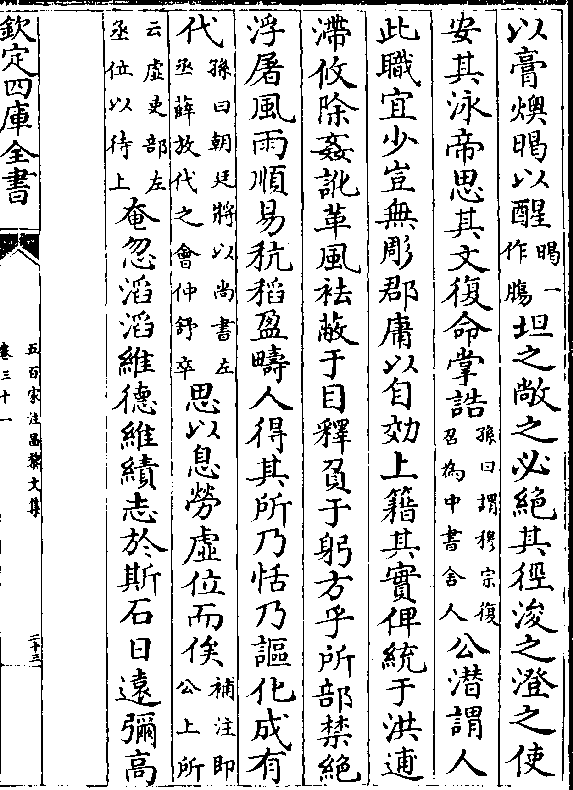 以膏燠暍以醒暍一作腸坦之敞之必絶其徑浚之澄之使
安其泳帝思其文復命掌誥孫曰謂穆宗復召為中書舍人公潛謂人
此職宜少豈無彫郡庸以自効上籍其實俾統于洪逋
滯攸除姦訛革風袪蔽于目釋負于躬方乎所部禁絶
浮屠風雨順易秔稻盈疇人得其所乃恬乃謳化成有
代孫曰朝廷將以尚書左丞薛放代之會仲舒卒思以息勞虛位而俟補注即公上所
云虛吏部左丞位以待上奄忽滔滔維德維績志於斯石日遠彌高
欽定四庫全書
五百家注昌黎文集
卷三十一
二十三